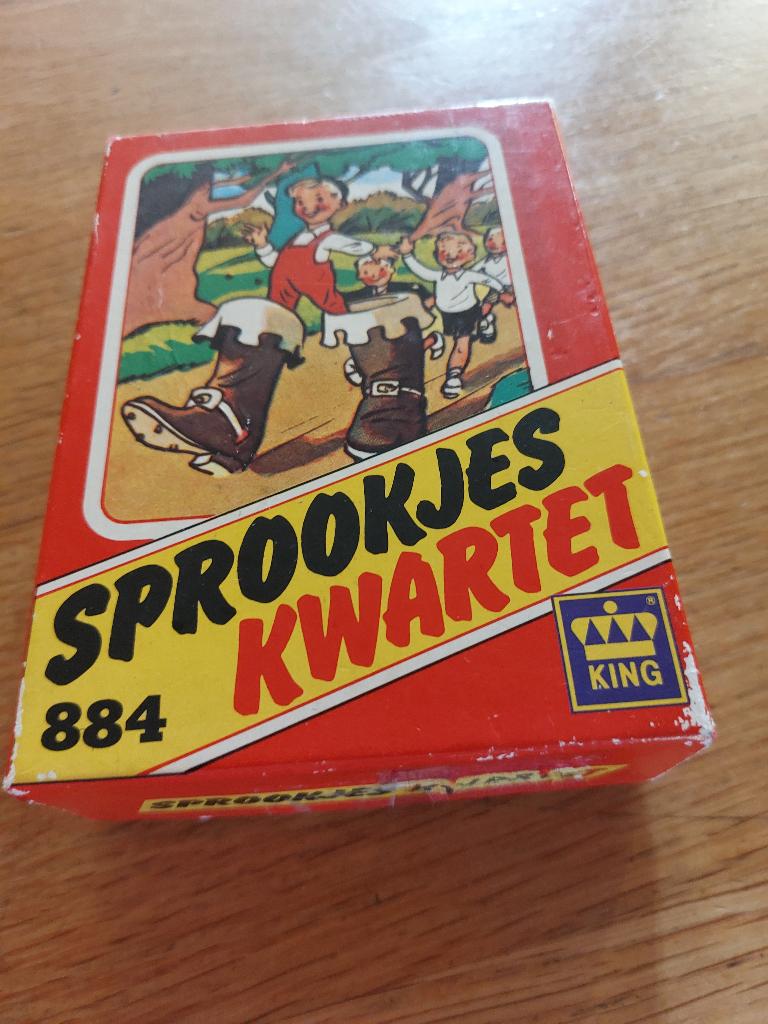 SPROOKJES
KWARTET
884
®
KING
SPROOKJES KWARTET